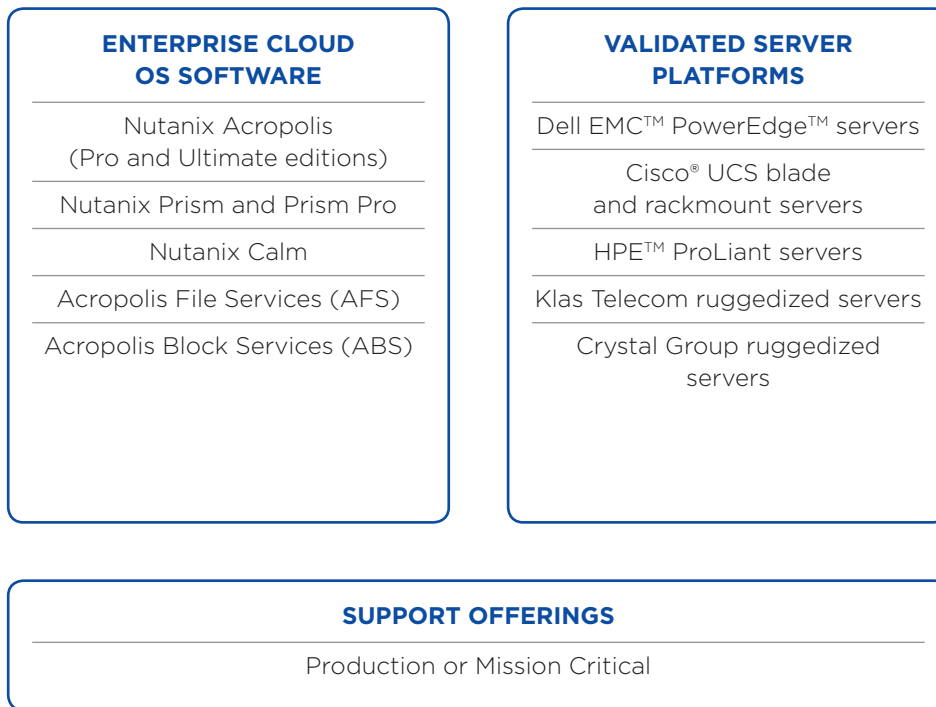 ENTERPRISE CLOUD
OS SOFTWARE
Nutanix Acropolis
(Pro and Ultimate editions)
Nutanix Prism and Prism Pro
Nutanix Calm
Acropolis File Services (AFS)
Acropolis Block Services (ABS)
VALIDATED SERVER
PLATFORMS
Dell EMC™ PowerEdge™ servers
Cisco® UCS blade
and rackmount servers
HPE™ ProLiant servers
Klas Telecom ruggedized servers
Crystal Group ruggedized
servers
SUPPORT OFFERINGS
Production or Mission Critical